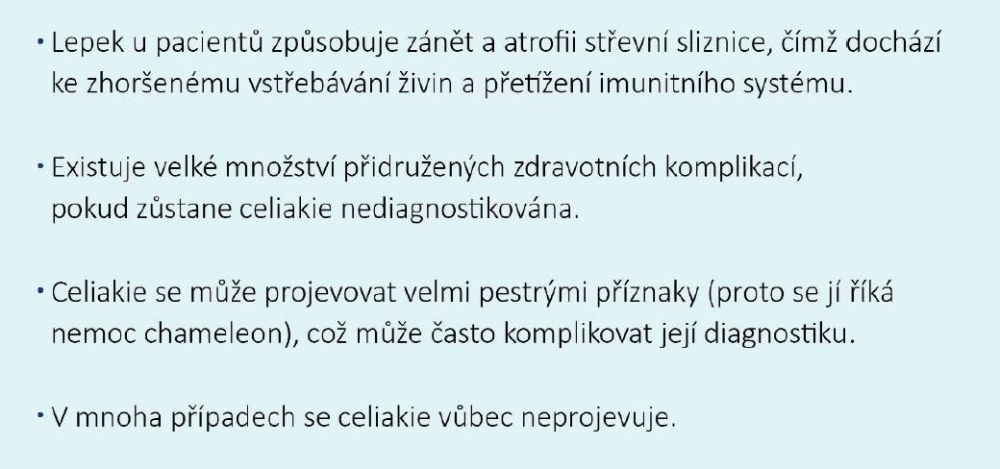 • Lepek u pacientů způsobuje zánět a atrofii střevní sliznice, čímž dochází
ke zhoršenému vstřebávání živin a přetížení imunitního systému.
• Existuje velké množství přidružených zdravotních komplikací,
pokud zůstane celiakie nediagnostikována.
• Celiakie se může projevovat velmi pestrými příznaky (proto se jí říká
nemoc chameleon), což může často komplikovat její diagnostiku.
• V mnoha případech se celiakie vůbec neprojevuje.